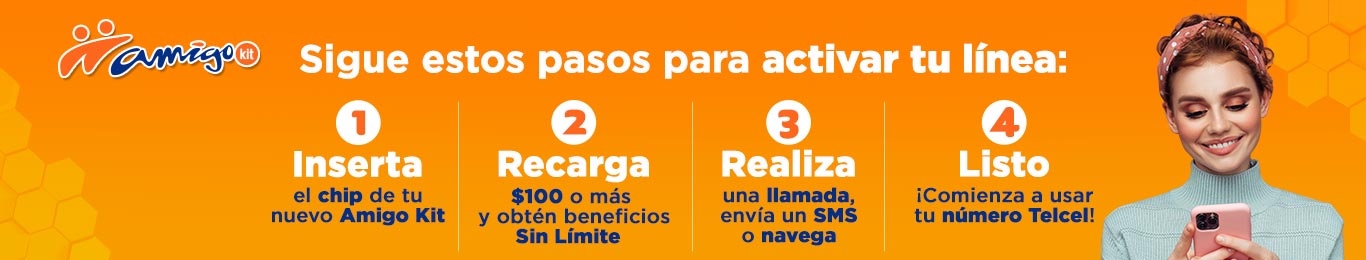 amigo kit
Sigue estos pasos para activar tu línea:
1
Inserta
el chip de tu
nuevo Amigo Kit
2
Recarga
$100 o más
y obtén beneficios
Sin Límite
3
Realiza
una llamada,
envía un SMS
o navega
4
Listo
¡Comienza a usar
tu número Telcel!